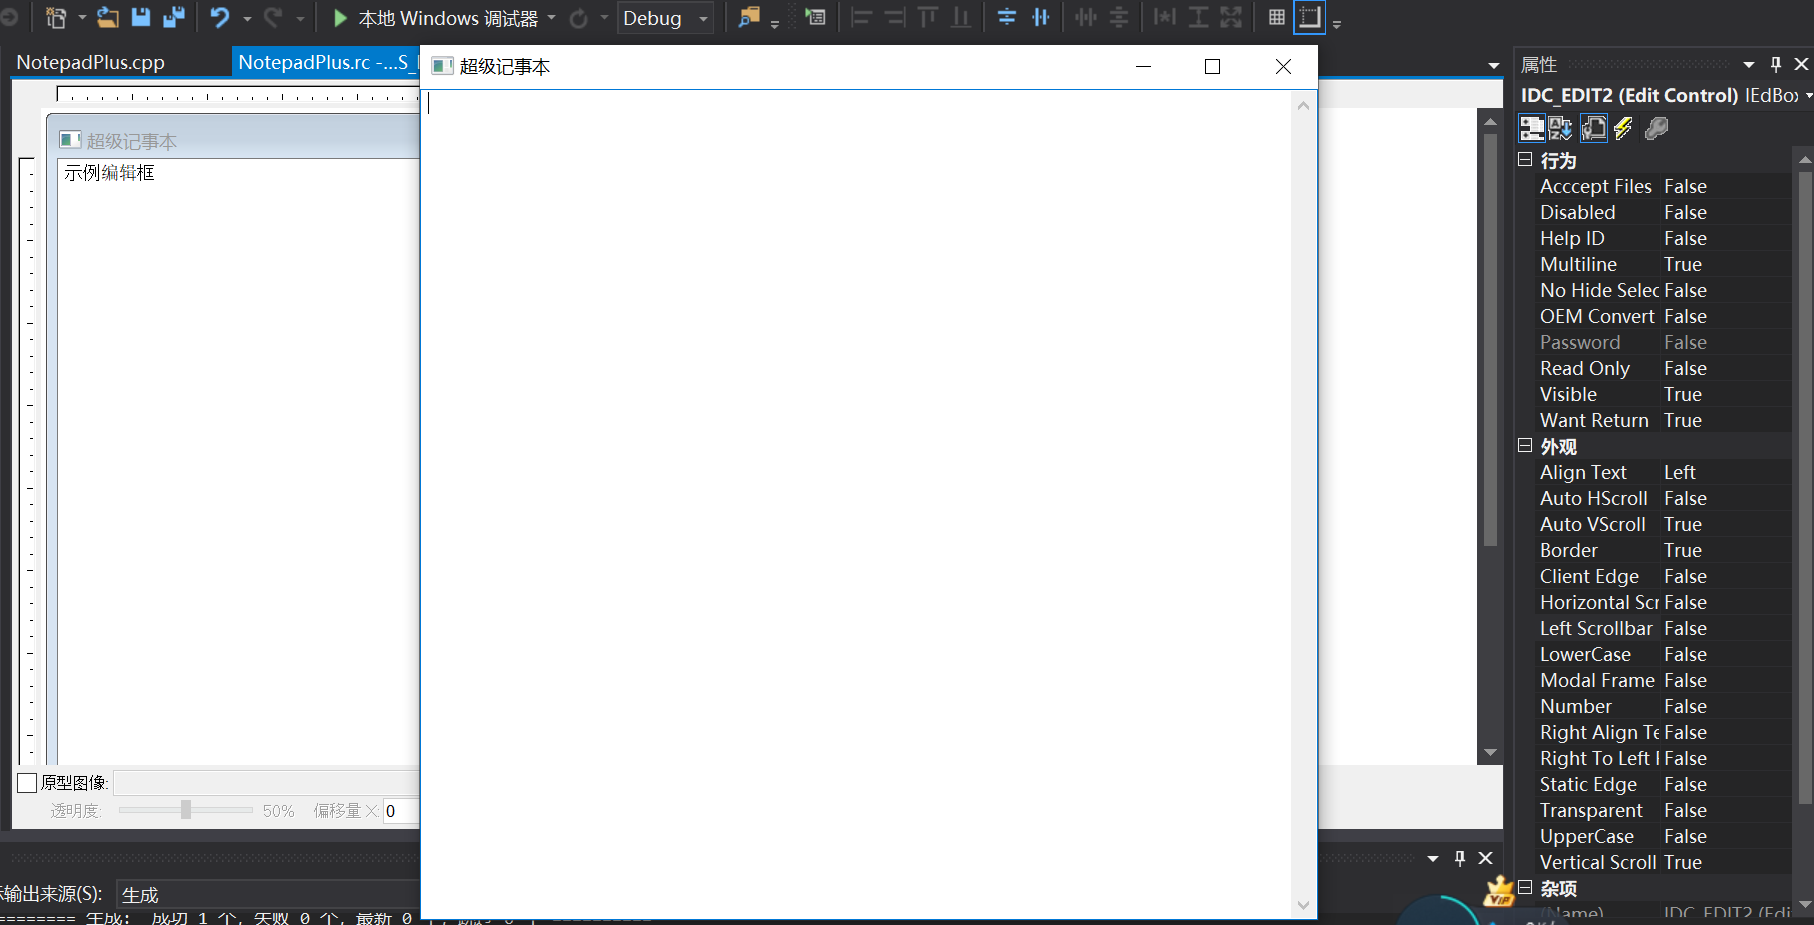 本地 Windows 调试器
Debug
NotepadPlus.cpp
NotepadPlus.rc -...S_
超级记事本
超级记事本
示例编辑框
原型图像:
透明度:
50%
偏移量 X:
0
输出来源(S):
生成
======== 生成: 成功 1 个，失败 0 个，最新 0
属性
IDC_EDIT2 (Edit Control) IEdBox
行为
Acccept Files False
Disabled False
Help ID False
Multiline True
No Hide Selec False
OEM Convert False
Password False
Read Only False
Visible True
Want Return True
外观
Align Text Left
Auto HScroll False
Auto VScroll True
Border True
Client Edge False
Horizontal Scr False
Left Scrollbar False
LowerCase False
Modal Frame False
Number False
Right Align Te False
Right To Left False
Static Edge False
Transparent False
UpperCase False
Vertical Scroll True
杂项
(Name) IDC_EDIT2 (Edi
VIP